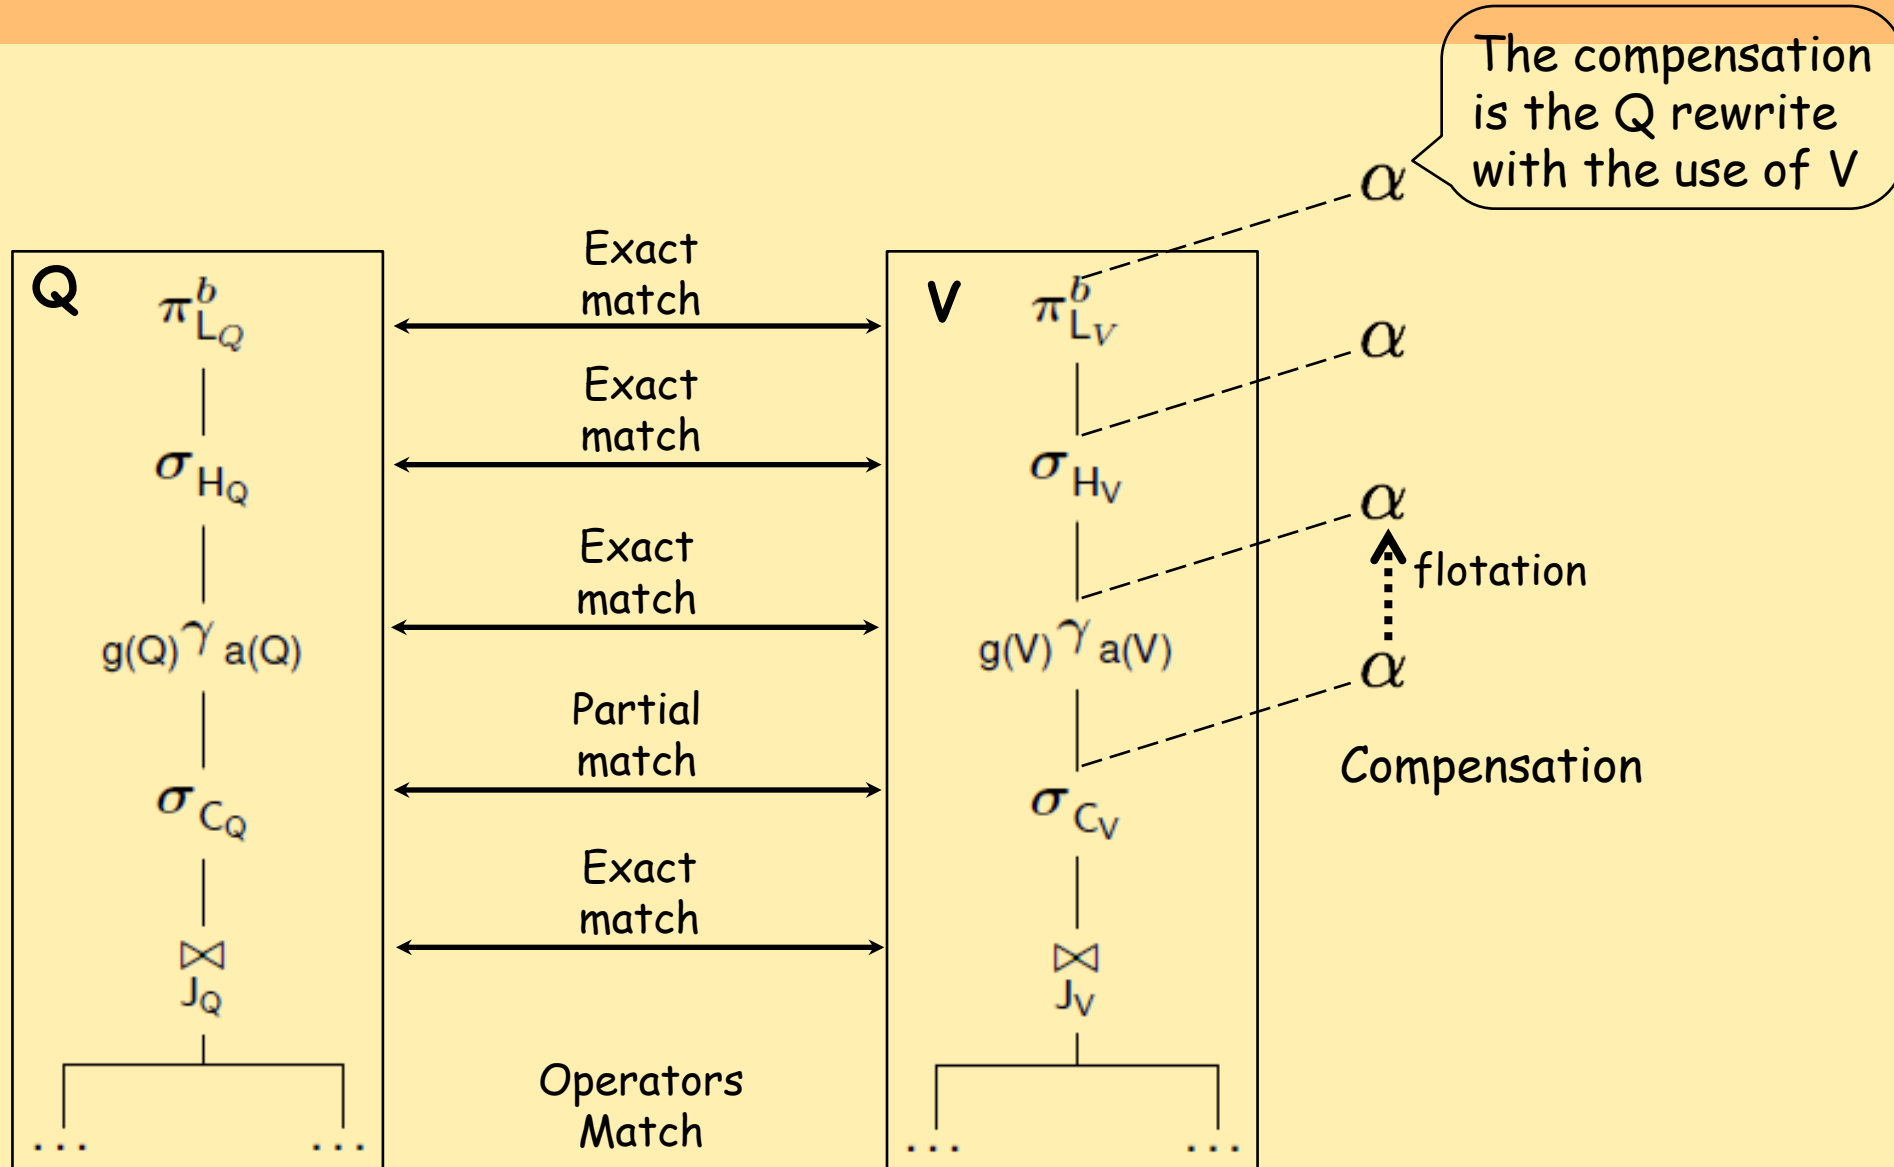 The compensation
is the Q rewrite
with the use of V
α
Q
π^b_{L_Q}
Exact
match
V
π^b_{L_V}
α
σ_{H_Q}
Exact
match
σ_{H_V}
α
flotation
g(Q) γ a(Q)
Exact
match
g(V) γ a(V)
α
σ_{C_Q}
Partial
match
σ_{C_V}
Compensation
⋈
J_Q
Exact
match
⋈
J_V
Operators
Match
... ...
... ...